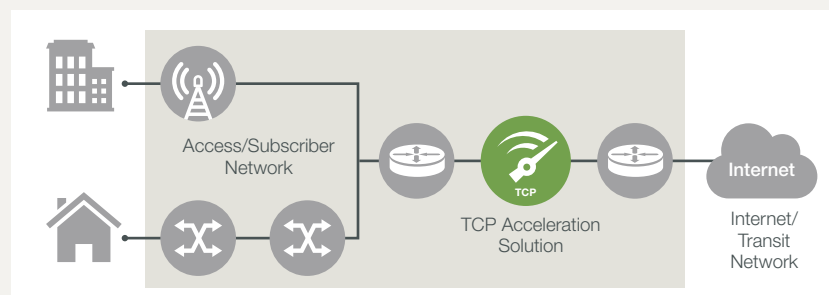 Access/Subscriber
Network
TCP
TCP Acceleration
Solution
Internet
Internet/
Transit
Network